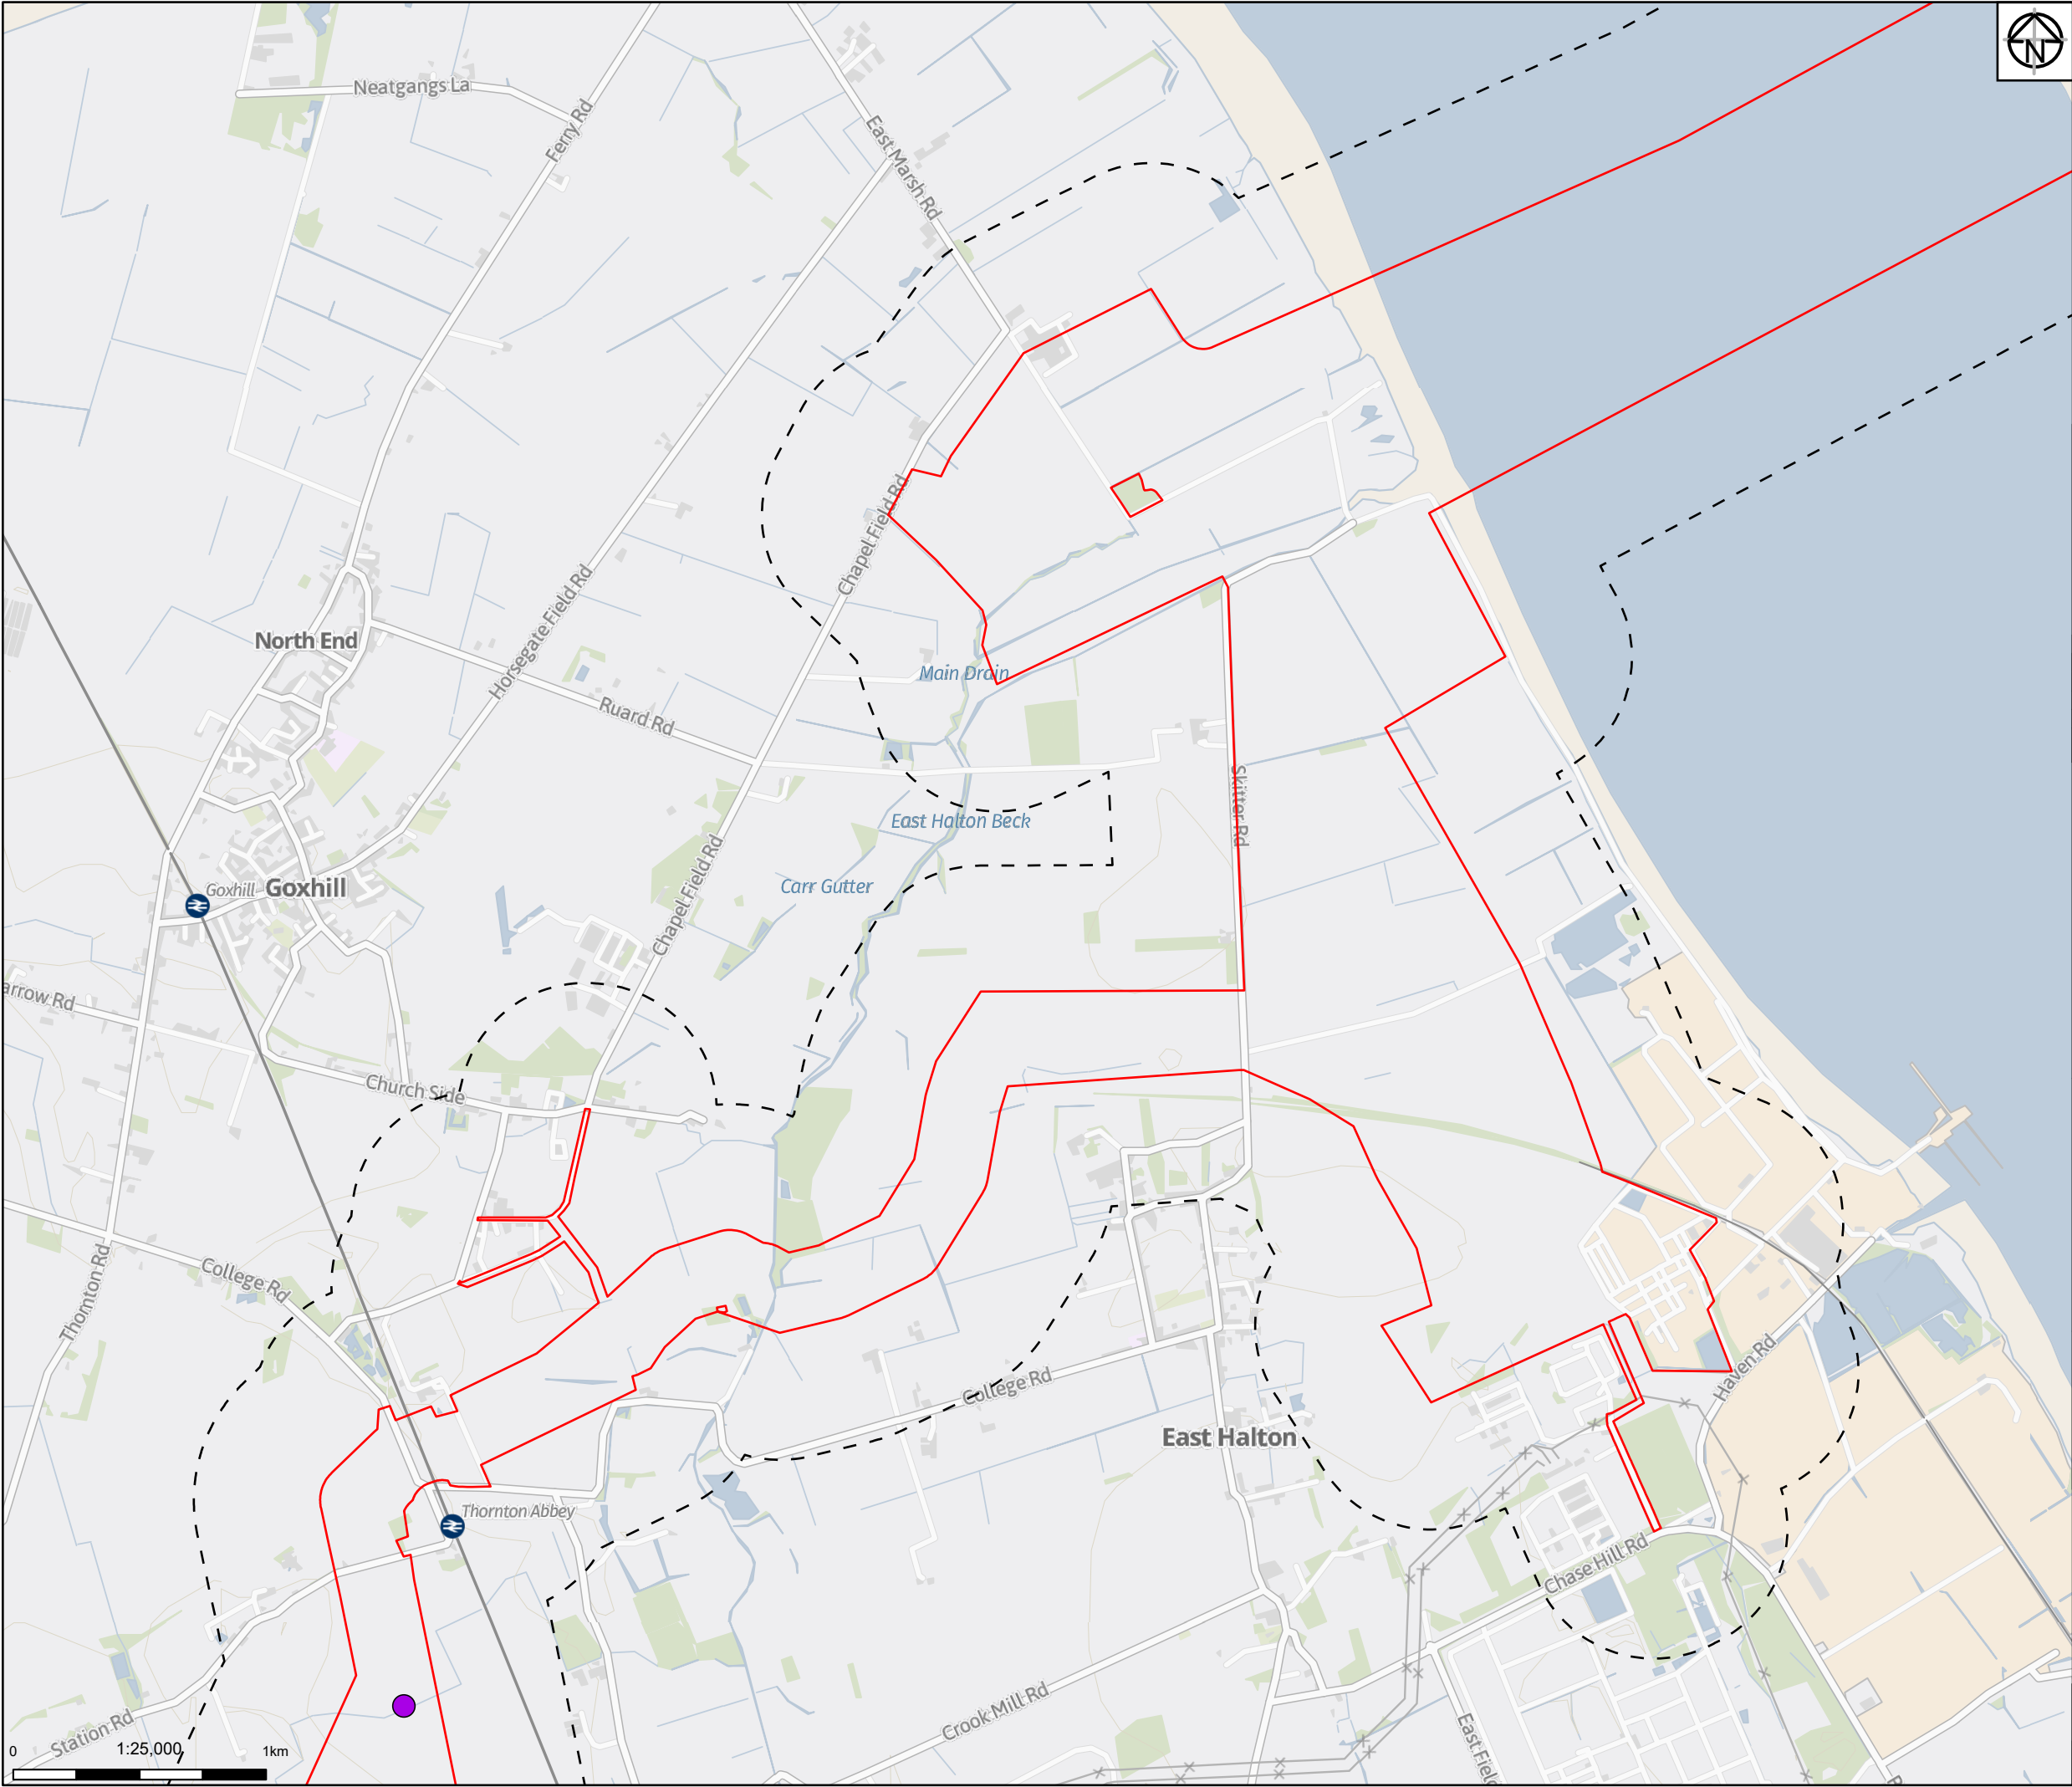 N
Neatgangs La
Ferry Rd
East Marsh Rd
Chapel Field Rd
North End
Horsegate Field Rd
Main Drain
Ruard Rd
Skitter Rd
East Halton Beck
Goxhill
Goxhill
Carr Gutter
Chapel Field Rd
arrow Rd
Church Side
College Rd
Thornton Rd
Haven Rd
College Rd
East Halton
Thornton Abbey
Chase Hill Rd
Station Rd
Crook Mill Rd
East Field
0
1:25,000
1km